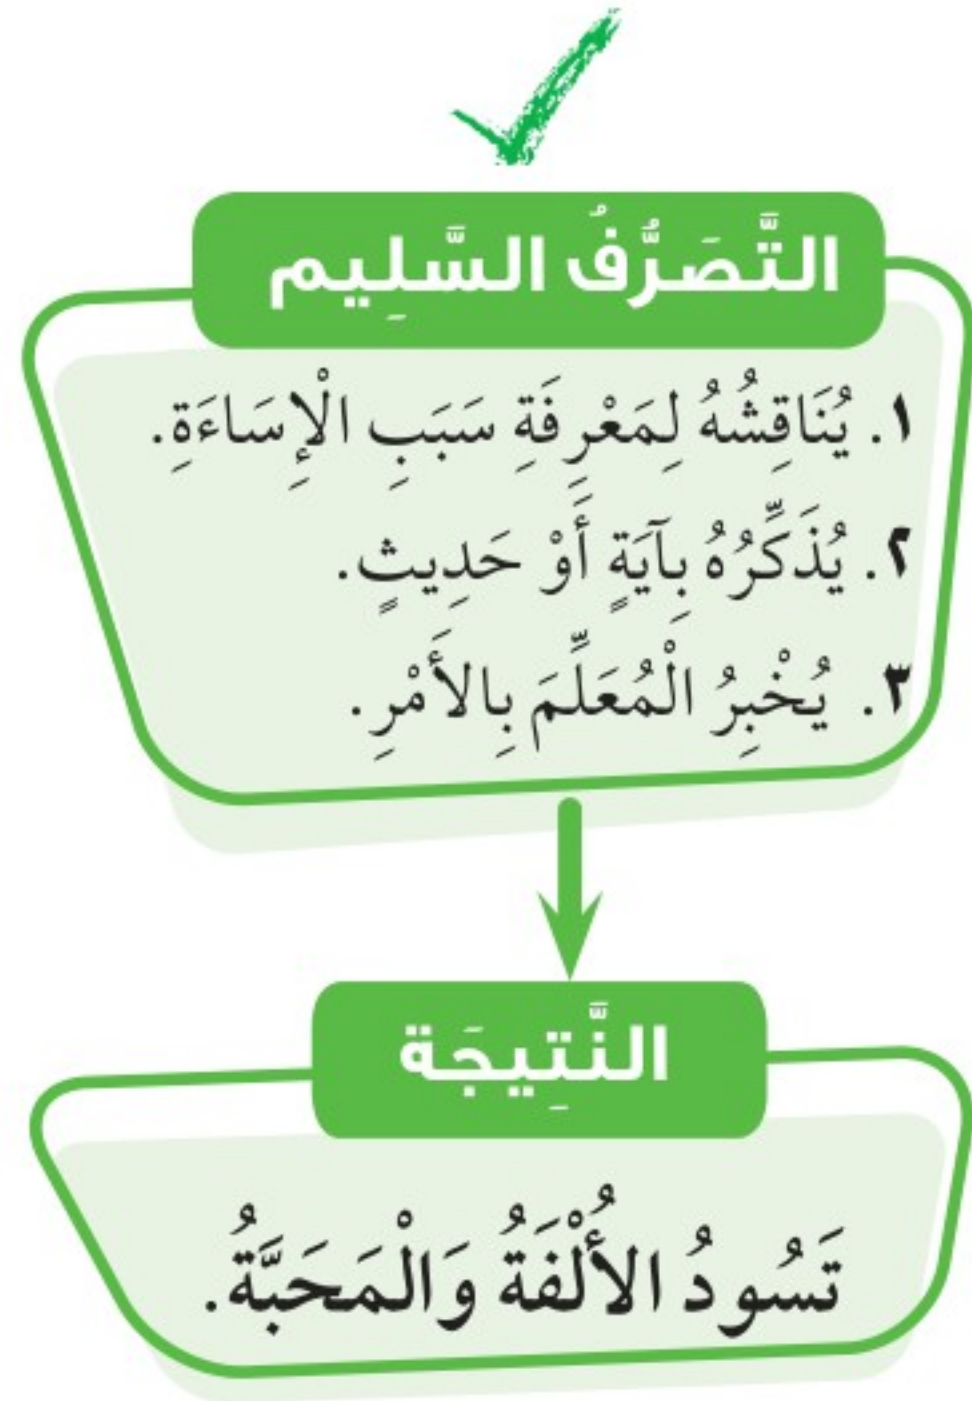 التَّصَرُّفُ السَّلِيم
١. يُنَاقِشُهُ لِمَعْرِفَةِ سَبَبِ الْإِسَاءَةِ.
٢. يُذَكِّرُهُ بِآيَةٍ أَوْ حَدِيثٍ.
٣. يُخْبِرُ الْمُعَلِّمَ بِالأَمْرِ.
النَّتِيجَة
تَسُودُ الأُلْفَةُ وَالْمَحَبَّةُ.